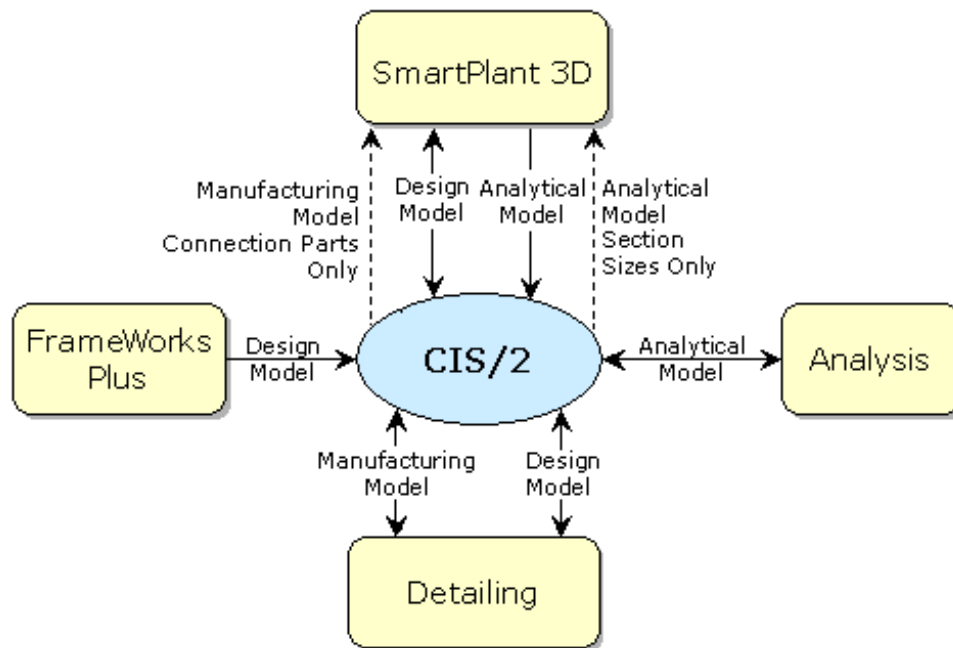 SmartPlant 3D
Manufacturing
Model
Connection Parts
Only
Design
Model
Analytical
Model
Analytical
Model
Section
Sizes Only
FrameWorks
Plus
Design
Model
CIS/2
Analytical
Model
Analysis
Manufacturing
Model
Design
Model
Detailing